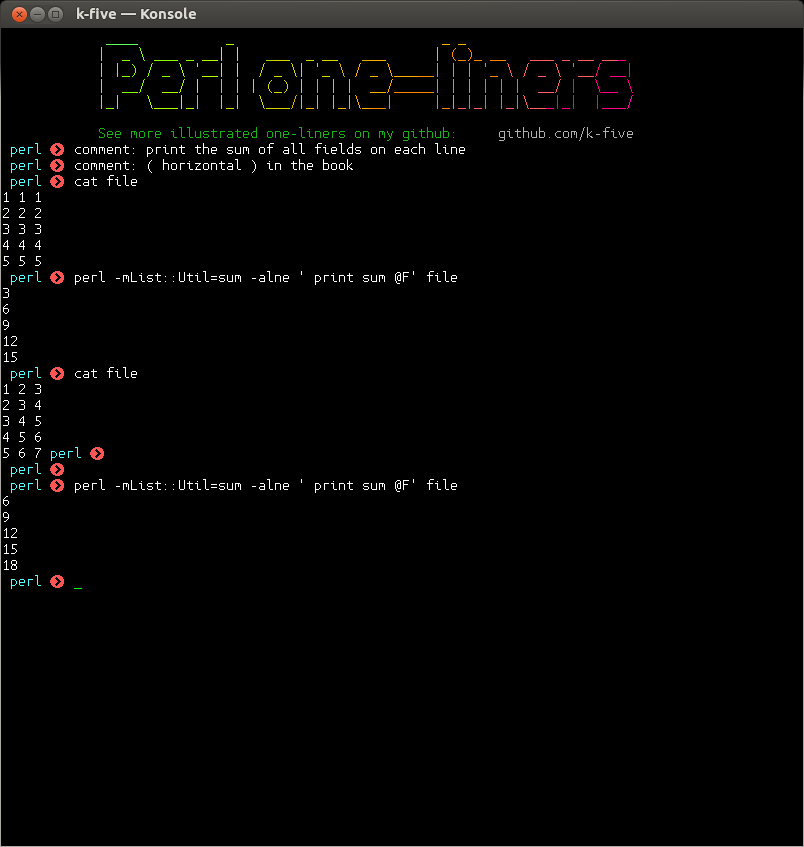 k-five — Konsole
Perl one-liners
See more illustrated one-liners on my github: github.com/k-five
perl comment: print the sum of all fields on each line
perl comment: ( horizontal ) in the book
perl cat file
1 1 1
2 2 2
3 3 3
4 4 4
5 5 5
perl perl -mList::Util=sum -alne ' print sum @F' file
3
6
9
12
15
perl cat file
1 2 3
2 3 4
3 4 5
4 5 6
5 6 7 perl
perl
perl perl -mList::Util=sum -alne ' print sum @F' file
6
9
12
15
18
perl _